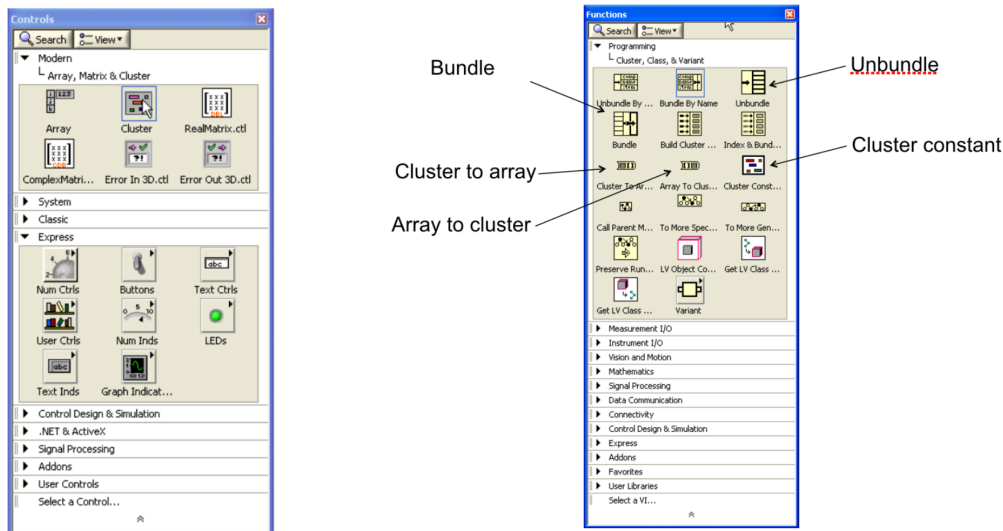 Controls
Search View
Modern
Array, Matrix & Cluster
Array Cluster RealMatrix.ctl
ComplexMatri... Error In 3D.ctl Error Out 3D.ctl
System
Classic
Express
Num Ctrls Buttons Text Ctrls
User Ctrls Num Inds LEDs
Text Inds Graph Indicat...
Control Design & Simulation
.NET & ActiveX
Signal Processing
Addons
User Controls
Select a Control...
Bundle
Cluster to array
Array to cluster
Functions
Search View
Programming
Cluster, Class, & Variant
Unbundle By ... Bundle By Name Unbundle
Bundle Build Cluster ... Index & Bund...
Cluster To Ar... Array To Clus... Cluster Const...
Call Parent M... To More Spec... To More Gen...
Preserve Run... LV Object Co... Get LV Class ...
Get LV Class ... Variant
Measurement I/O
Instrument I/O
Vision and Motion
Mathematics
Signal Processing
Data Communication
Connectivity
Control Design & Simulation
Express
Addons
Favorites
User Libraries
Select a VI...
Unbundle
Cluster constant